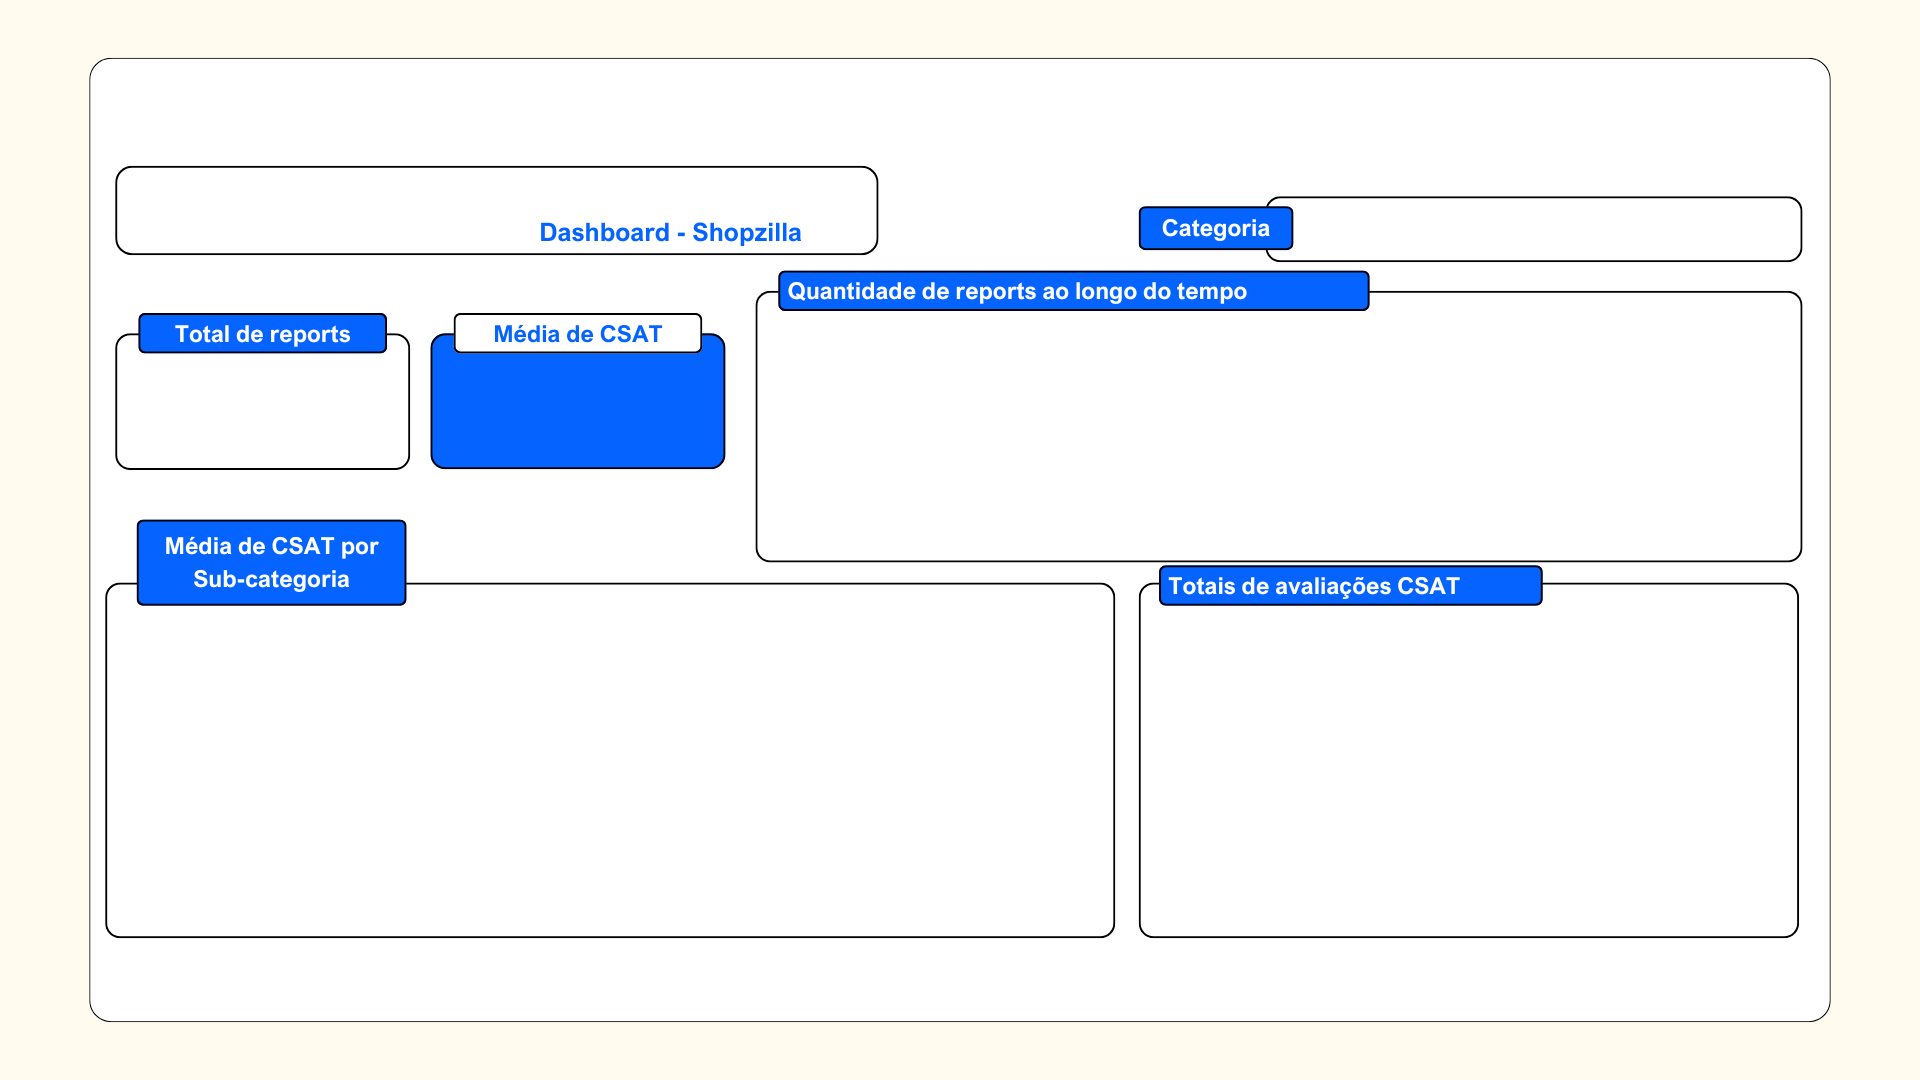 Dashboard - Shopzilla
Categoria
Quantidade de reports ao longo do tempo
Total de reports
Média de CSAT
Média de CSAT por
Sub-categoria
Totais de avaliações CSAT